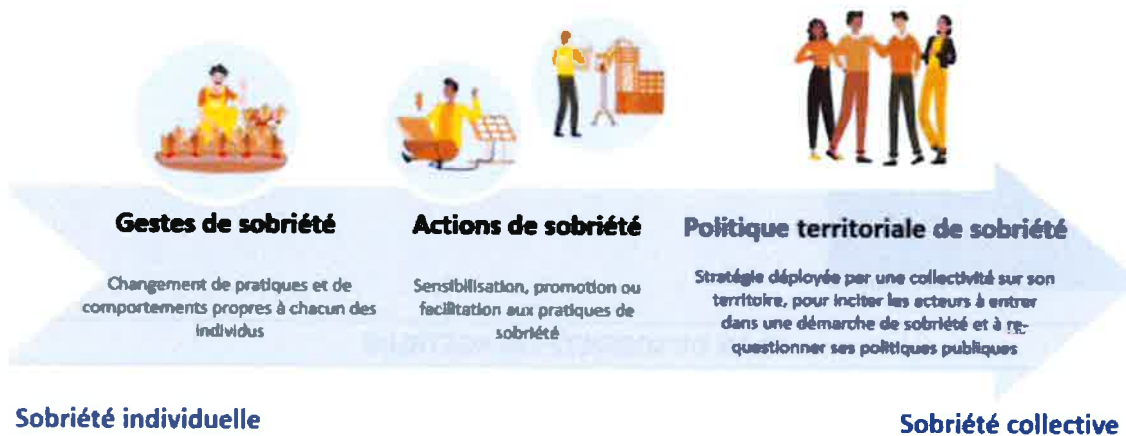 Gestes de sobriété
Changement de pratiques et de
comportements propres à chacun des
individus
Actions de sobriété
Sensibilisation, promotion ou
facilitation aux pratiques de
sobriété
Politique territoriale de sobriété
Stratégie déployée par une collectivité sur son
territoire, pour inciter les acteurs à entrer
dans une démarche de sobriété et à re-
questionner ses politiques publiques
Sobriété individuelle
Sobriété collective